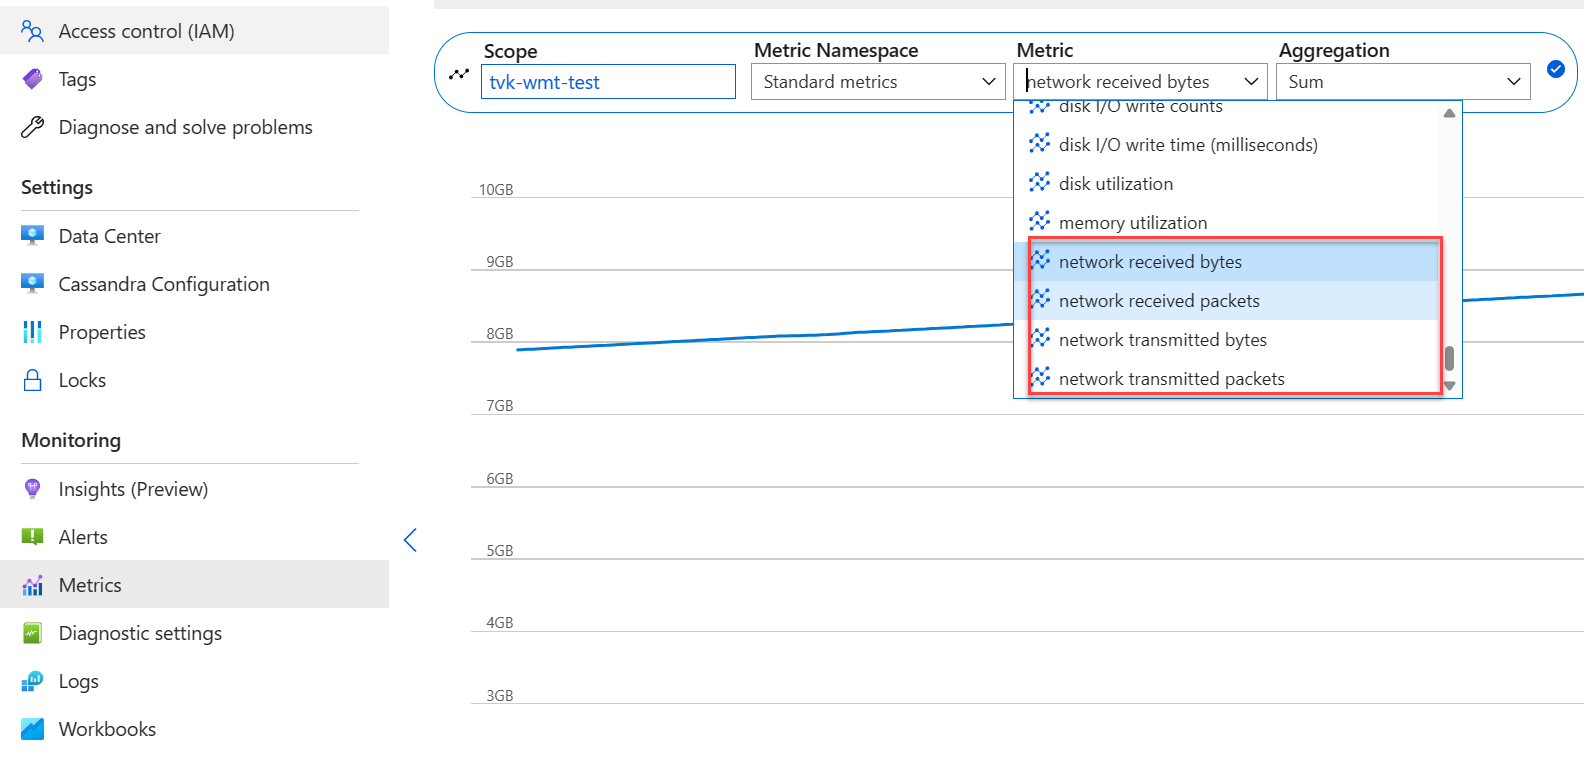 Access control (IAM)
Tags
Diagnose and solve problems
Settings
Data Center
Cassandra Configuration
Properties
Locks
Monitoring
Insights (Preview)
Alerts
Metrics
Diagnostic settings
Logs
Workbooks
Scope
tvk-wmt-test
Metric Namespace
Standard metrics
Metric
network received bytes
Aggregation
Sum
disk I/O write counts
disk I/O write time (milliseconds)
disk utilization
memory utilization
network received bytes
network received packets
network transmitted bytes
network transmitted packets
10GB
9GB
8GB
7GB
6GB
5GB
4GB
3GB